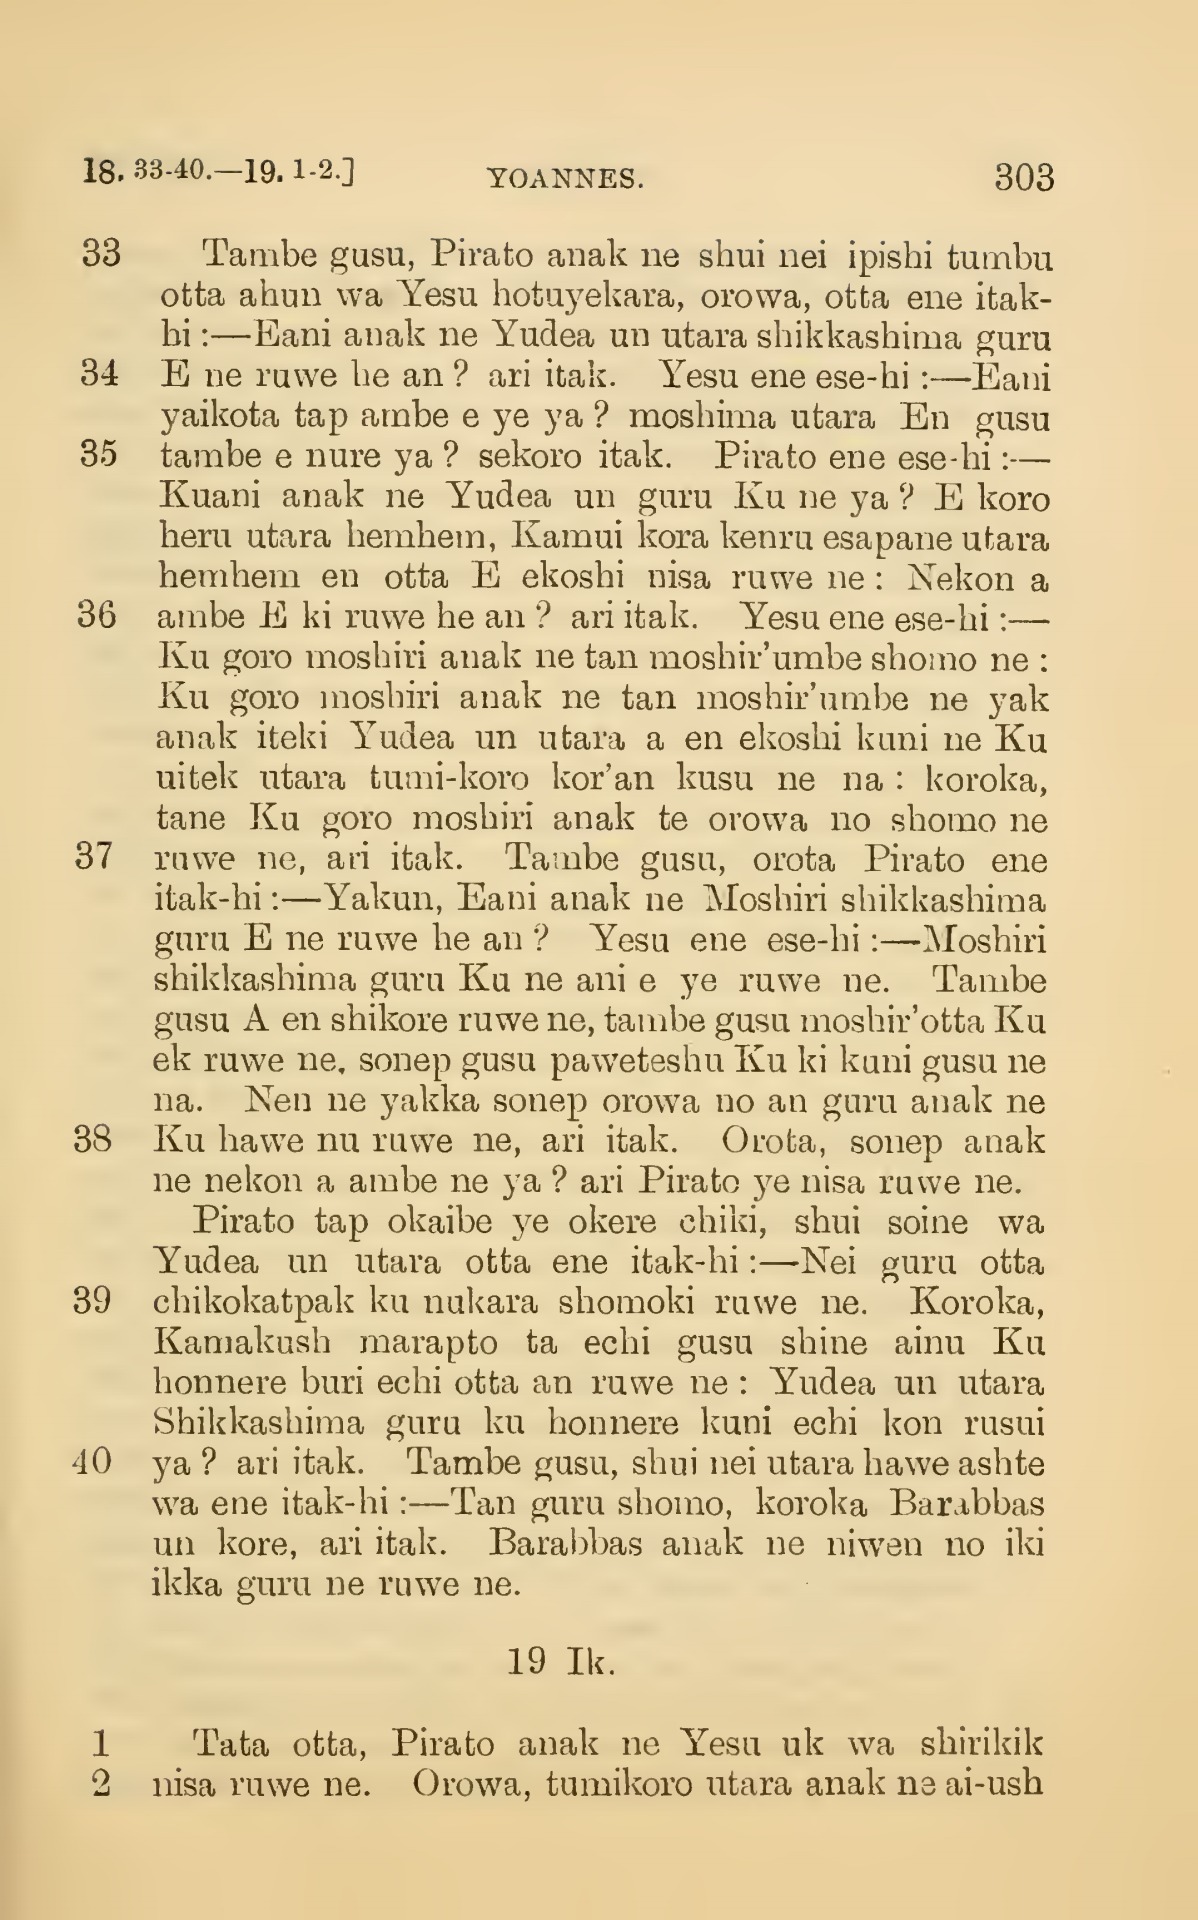 18. 33-40.—19. 1-2.] YOANNES. 303
33 Tambe gusu, Pirato anak ne shui nei ipishi tumbu
otta ahun wa Yesu hotuyekara, orowa, otta ene itak-
hi :—Eani anak ne Yudea un utara shikkashima guru
34 E ne ruwe he an ? ari itak. Yesu ene ese-hi :—Eani
yaikota tap ambe e ye ya ? moshima utara En gusu
35 tambe e nure ya ? sekoro itak. Pirato ene ese-hi :—
Kuani anak ne Yudea un guru Ku ne ya ? E koro
heru utara hemhem, Kamui kora kenru esapane utara
hemhem en otta E ekoshi nisa ruwe ne : Nekon a
36 ambe E ki ruwe he an ? ari itak. Yesu ene ese-hi :—
Ku goro moshiri anak ne tan moshir'umbe shomo ne :
Ku goro moshiri anak ne tan moshir'umbe ne yak
anak iteki Yudea un utara a en ekoshi kuni ne Ku
uitek utara tumi-koro kor'an kusu ne na : koroka,
tane Ku goro moshiri anak te orowa no shomo ne
37 ruwe ne, ari itak. Tambe gusu, orota Pirato ene
itak-hi :—Yakun, Eani anak ne Moshiri shikkashima
guru E ne ruwe he an ? Yesu ene ese-hi :—Moshiri
shikkashima guru Ku ne ani e ye ruwe ne. Tambe
gusu A en shikore ruwe ne, tambe gusu moshir'otta Ku
ek ruwe ne, sonep gusu paweteshu Ku ki kuni gusu ne
na. Nen ne yakka sonep orowa no an guru anak ne
38 Ku hawe nu ruwe ne, ari itak. Orota, sonep anak
ne nekon a ambe ne ya ? ari Pirato ye nisa ruwe ne.
Pirato tap okaibe ye okere chiki, shui soine wa
Yudea un utara otta ene itak-hi :—Nei guru otta
39 chikokatpak ku nukara shomoki ruwe ne. Koroka,
Kamakush marapto ta echi gusu shine ainu Ku
honnere buri echi otta an ruwe ne : Yudea un utara
Shikkashima guru ku honnere kuni echi kon rusui
40 ya ? ari itak. Tambe gusu, shui nei utara hawe ashte
wa ene itak-hi :—Tan guru shomo, koroka Barabbas
un kore, ari itak. Barabbas anak ne niwen no iki
ikka guru ne ruwe ne.
19 Ik.
1 Tata otta, Pirato anak ne Yesu uk wa shirikik
2 nisa ruwe ne. Orowa, tumikoro utara anak ne ai-ush